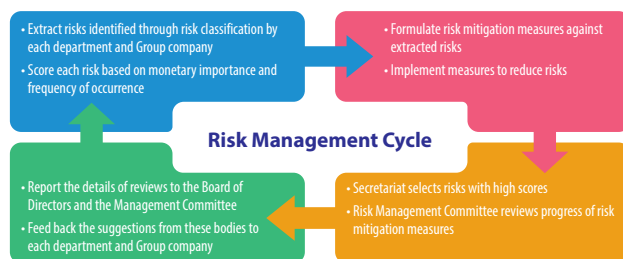 • Extract risks identified through risk classification by
each department and Group company
• Score each risk based on monetary importance and
frequency of occurrence
• Formulate risk mitigation measures against
extracted risks
• Implement measures to reduce risks
Risk Management Cycle
• Report the details of reviews to the Board of
Directors and the Management Committee
• Feed back the suggestions from these bodies to
each department and Group company
• Secretariat selects risks with high scores
• Risk Management Committee reviews progress of risk
mitigation measures